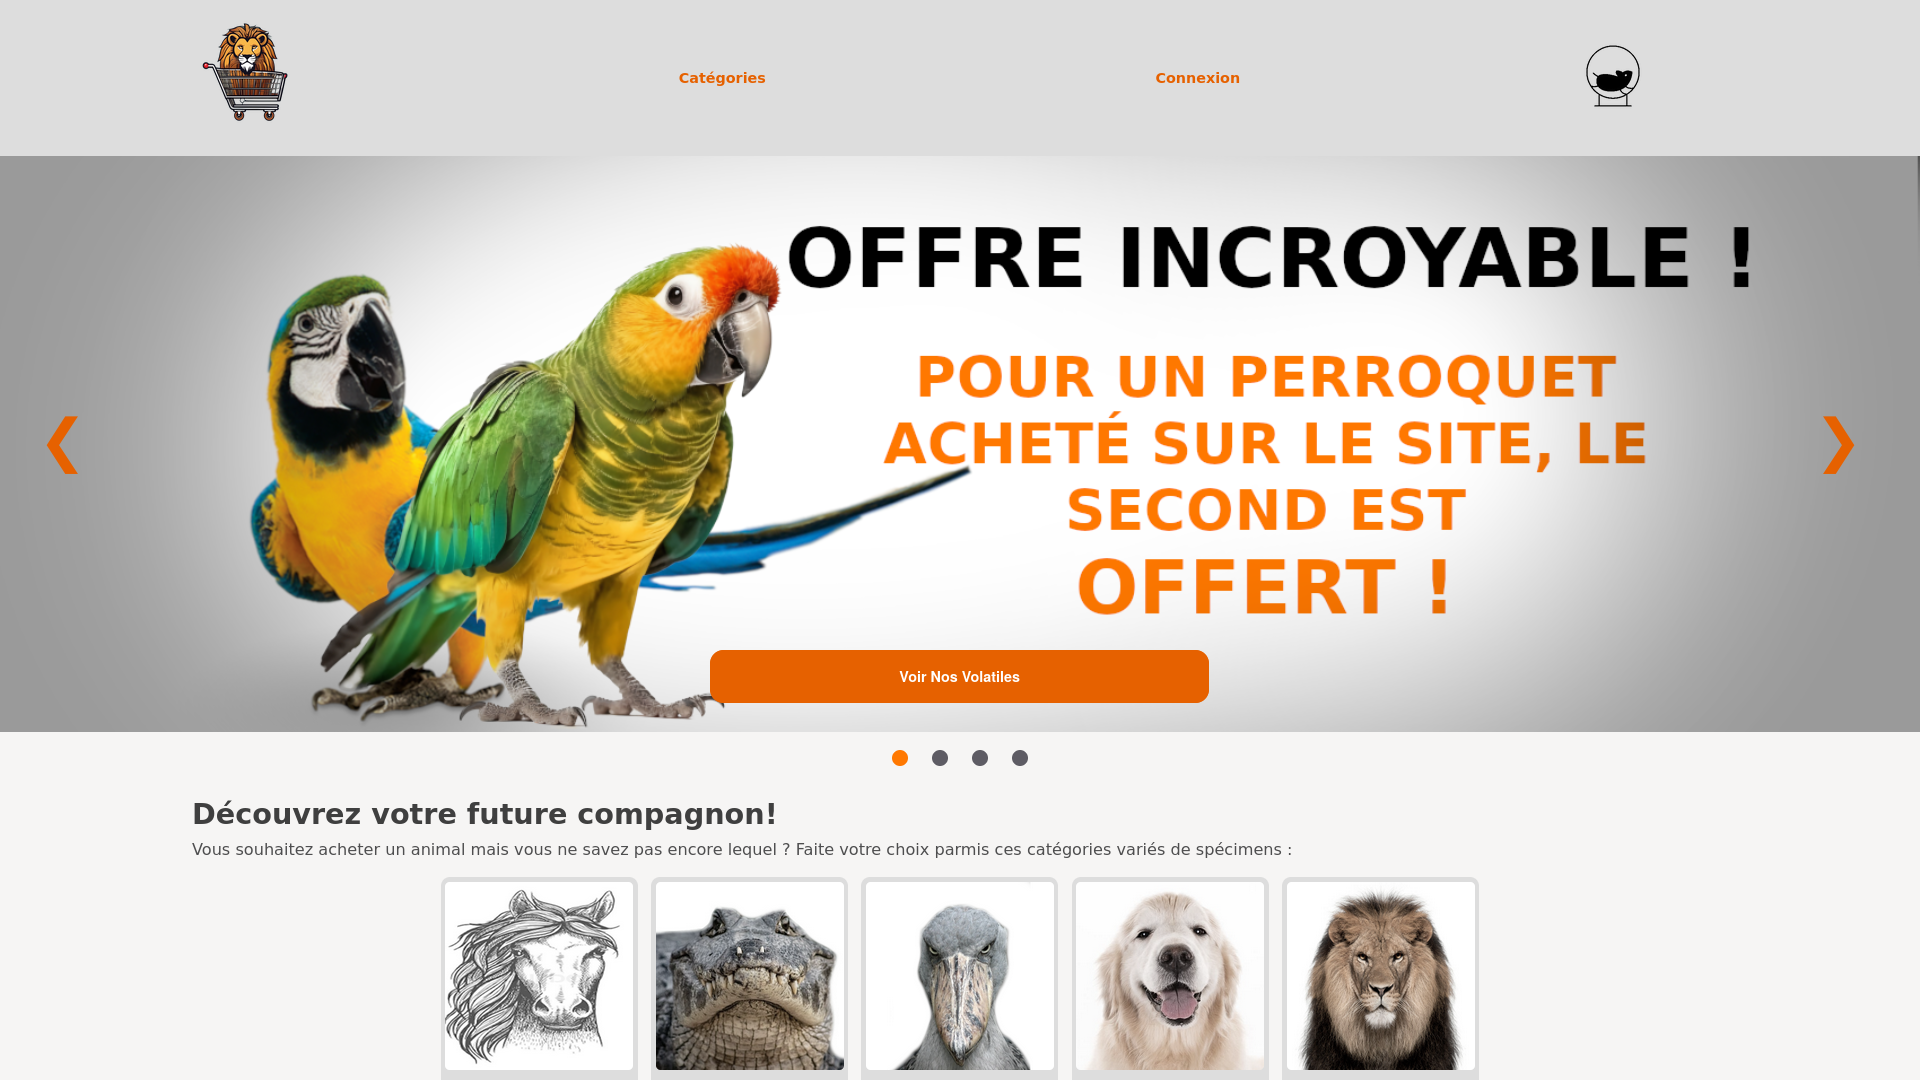 Catégories
Connexion
OFFRE INCROYABLE !
POUR UN PERROQUET
ACHETÉ SUR LE SITE, LE
SECOND EST
OFFERT !
❮
❯
Voir Nos Volatiles
Découvrez votre future compagnon!
Vous souhaitez acheter un animal mais vous ne savez pas encore lequel ? Faite votre choix parmis ces catégories variés de spécimens :